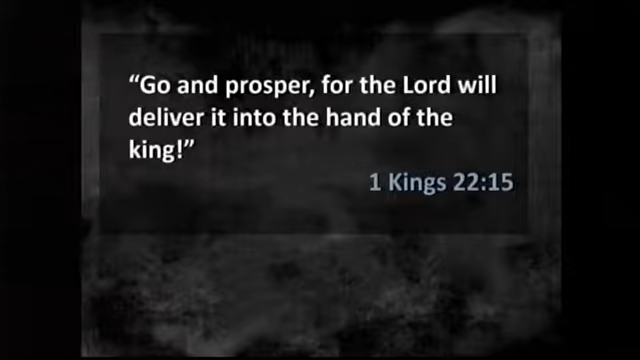 “Go and prosper, for the Lord will
deliver it into the hand of the
king!”
1 Kings 22:15